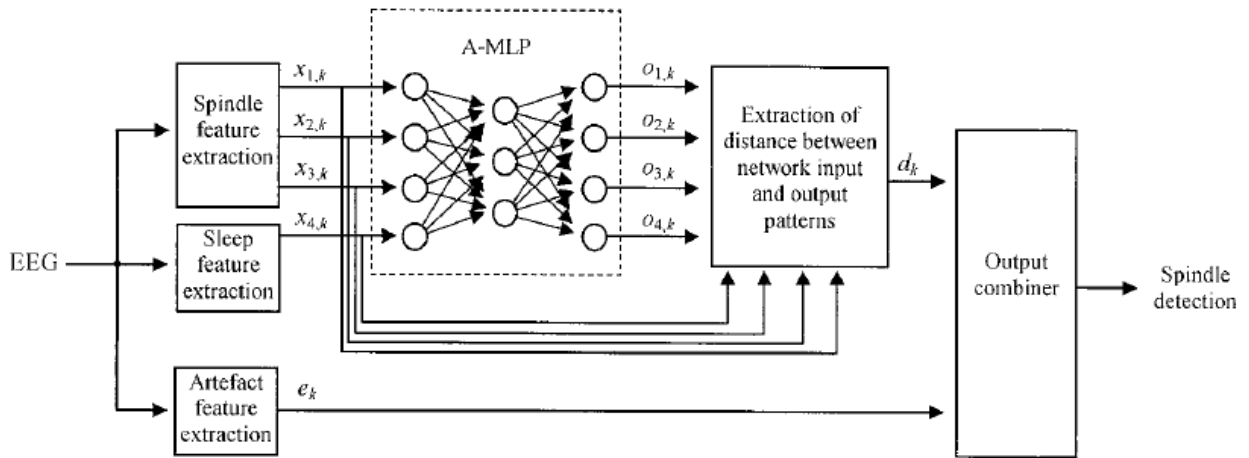 A-MLP
EEG
Spindle
feature
extraction
x1,k
x2,k
x3,k
Sleep
feature
extraction
x4,k
Artefact
feature
extraction
ek
o1,k
o2,k
o3,k
o4,k
Extraction of
distance between
network input
and output
patterns
dk
Output
combiner
Spindle
detection